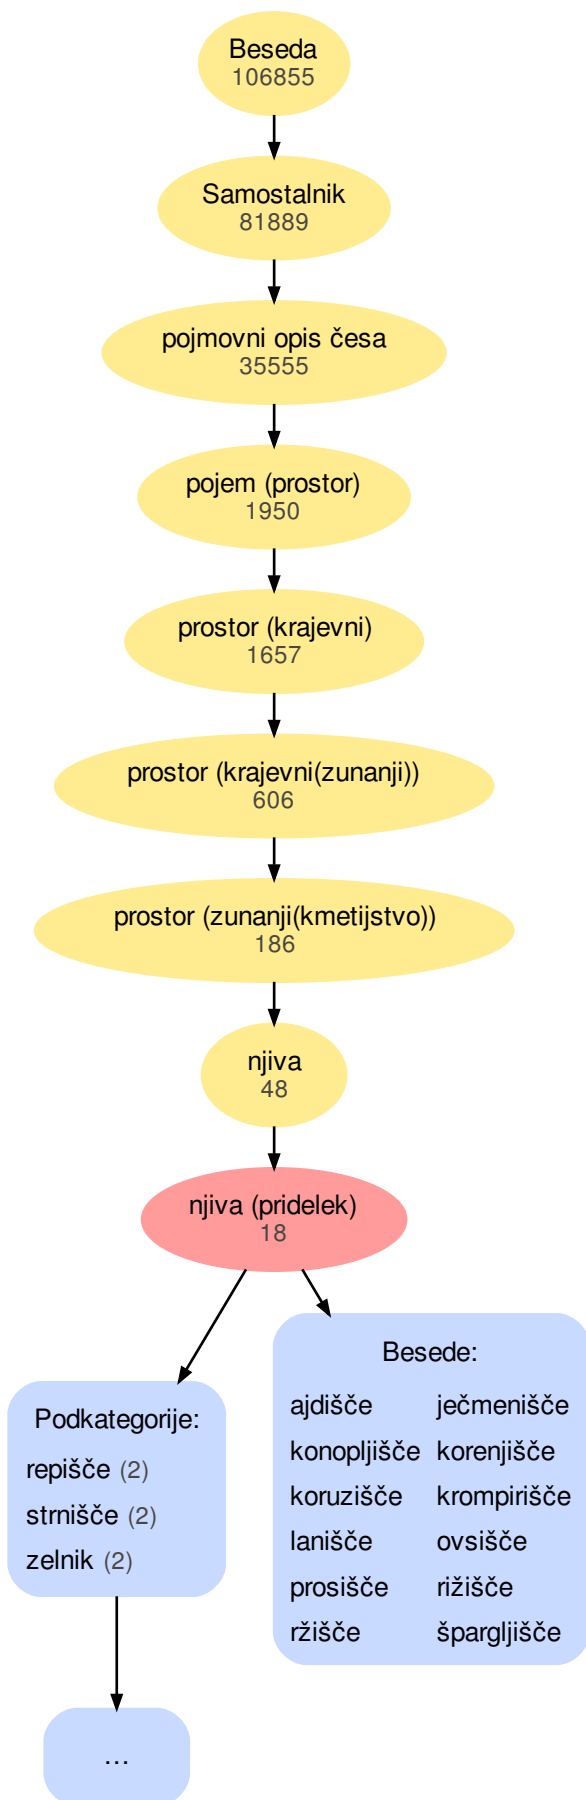 Beseda
106855
Samostalnik
81889
pojmovni opis česa
35555
pojem (prostor)
1950
prostor (krajevni)
1657
prostor (krajevni(zunanji))
606
prostor (zunanji(kmetijstvo))
186
njiva
48
njiva (pridelek)
18
Podkategorije:
repišče (2)
strnišče (2)
zelnik (2)
...
Besede:
ajdišče ječmenišče
konopljišče korenjišče
koruzišče krompirišče
lanišče ovsišče
prosišče rižišče
ržišče špargljišče